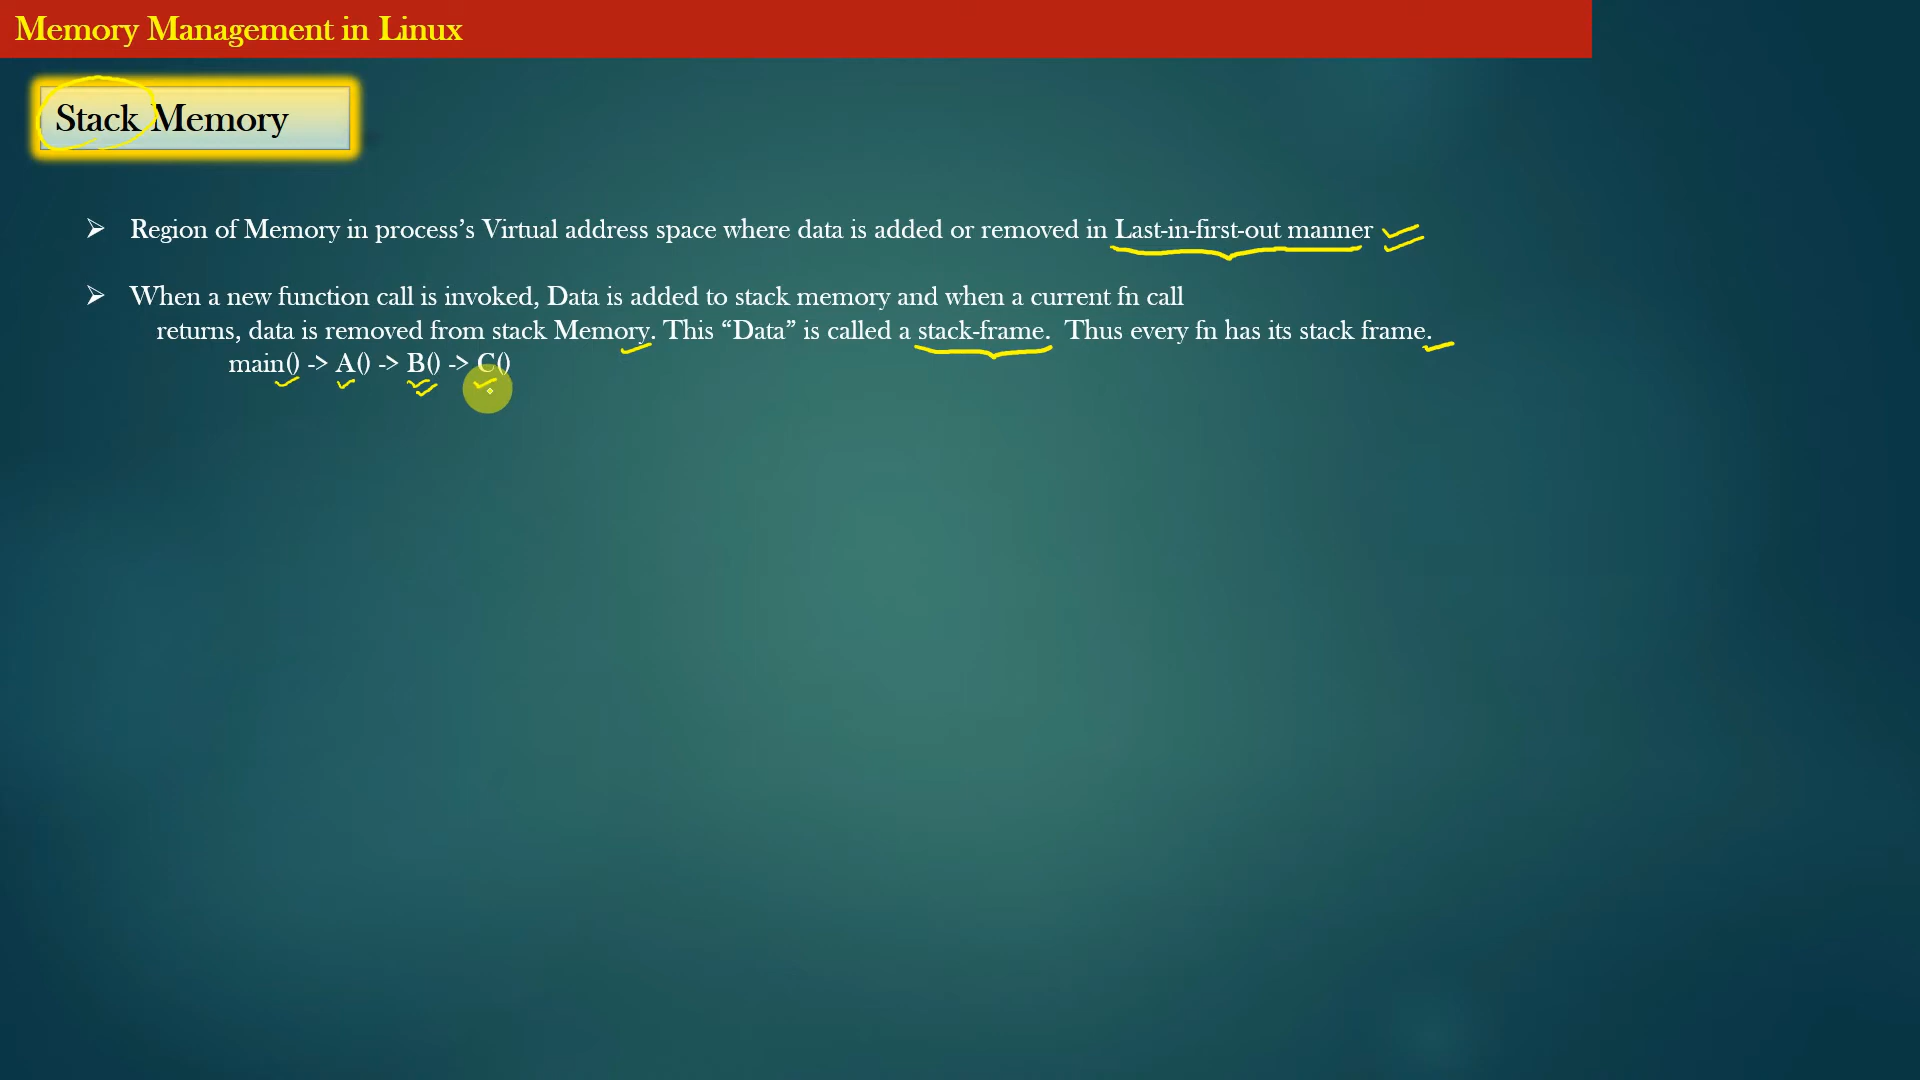 Memory Management in Linux
Stack Memory
➢ Region of Memory in process’s Virtual address space where data is added or removed in Last-in-first-out manner
➢ When a new function call is invoked, Data is added to stack memory and when a current fn call
returns, data is removed from stack Memory. This “Data” is called a stack-frame. Thus every fn has its stack frame.
main() -> A() -> B() -> C()